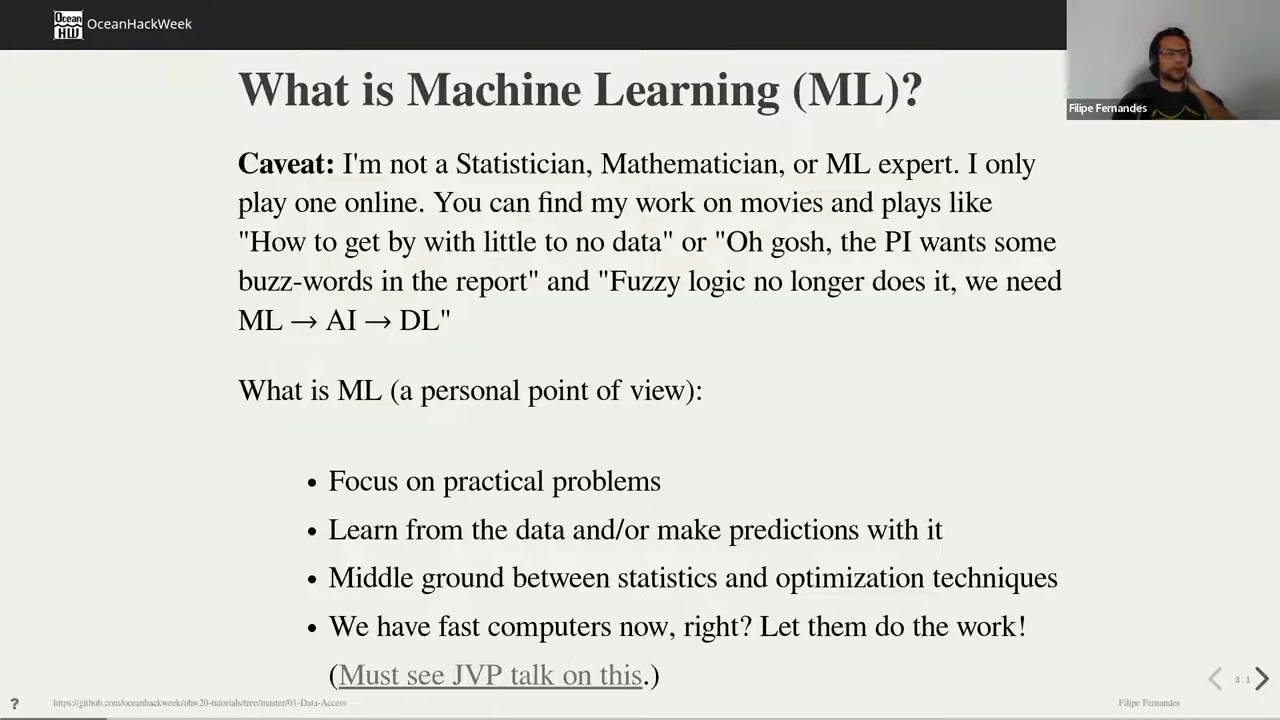 Ocean
HW
OceanHackWeek
Filipe Fernandes
What is Machine Learning (ML)?
Caveat: I'm not a Statistician, Mathematician, or ML expert. I only
play one online. You can find my work on movies and plays like
"How to get by with little to no data" or "Oh gosh, the PI wants some
buzz-words in the report" and "Fuzzy logic no longer does it, we need
ML → AI → DL"
What is ML (a personal point of view):
• Focus on practical problems
• Learn from the data and/or make predictions with it
• Middle ground between statistics and optimization techniques
• We have fast computers now, right? Let them do the work!
(Must see JVP talk on this.)
3.1
?
https://github.com/oceanhackweek/ohw20-tutorials/tree/master/01-Data-Access
Filipe Fernandes